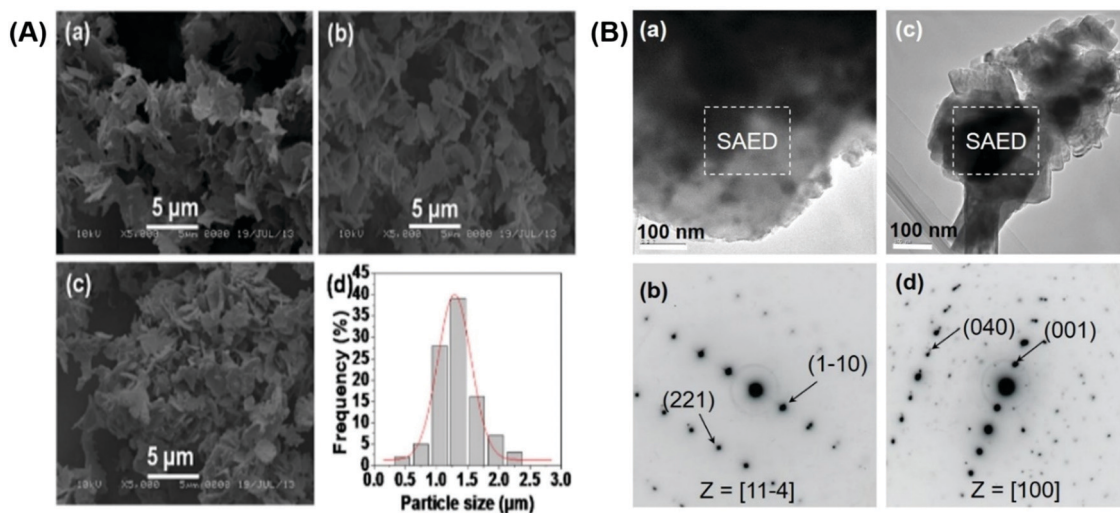 (A)
(a)
5 µm
10kV X5,000 5µm 0000 19/JUL/13
(b)
5 µm
10kV X5,000 5µm 0000 19/JUL/13
(c)
5 µm
10kV X5,000 5µm 0000 19/JUL/13
(d)
45
40
35
30
25
20
15
10
5
0
Frequency (%)
0.0 0.5 1.0 1.5 2.0 2.5 3.0
Particle size (µm)
(B)
(a)
SAED
100 nm
(c)
SAED
100 nm
(b)
(1-10)
(221)
Z = [11-4]
(d)
(040)
(001)
Z = [100]